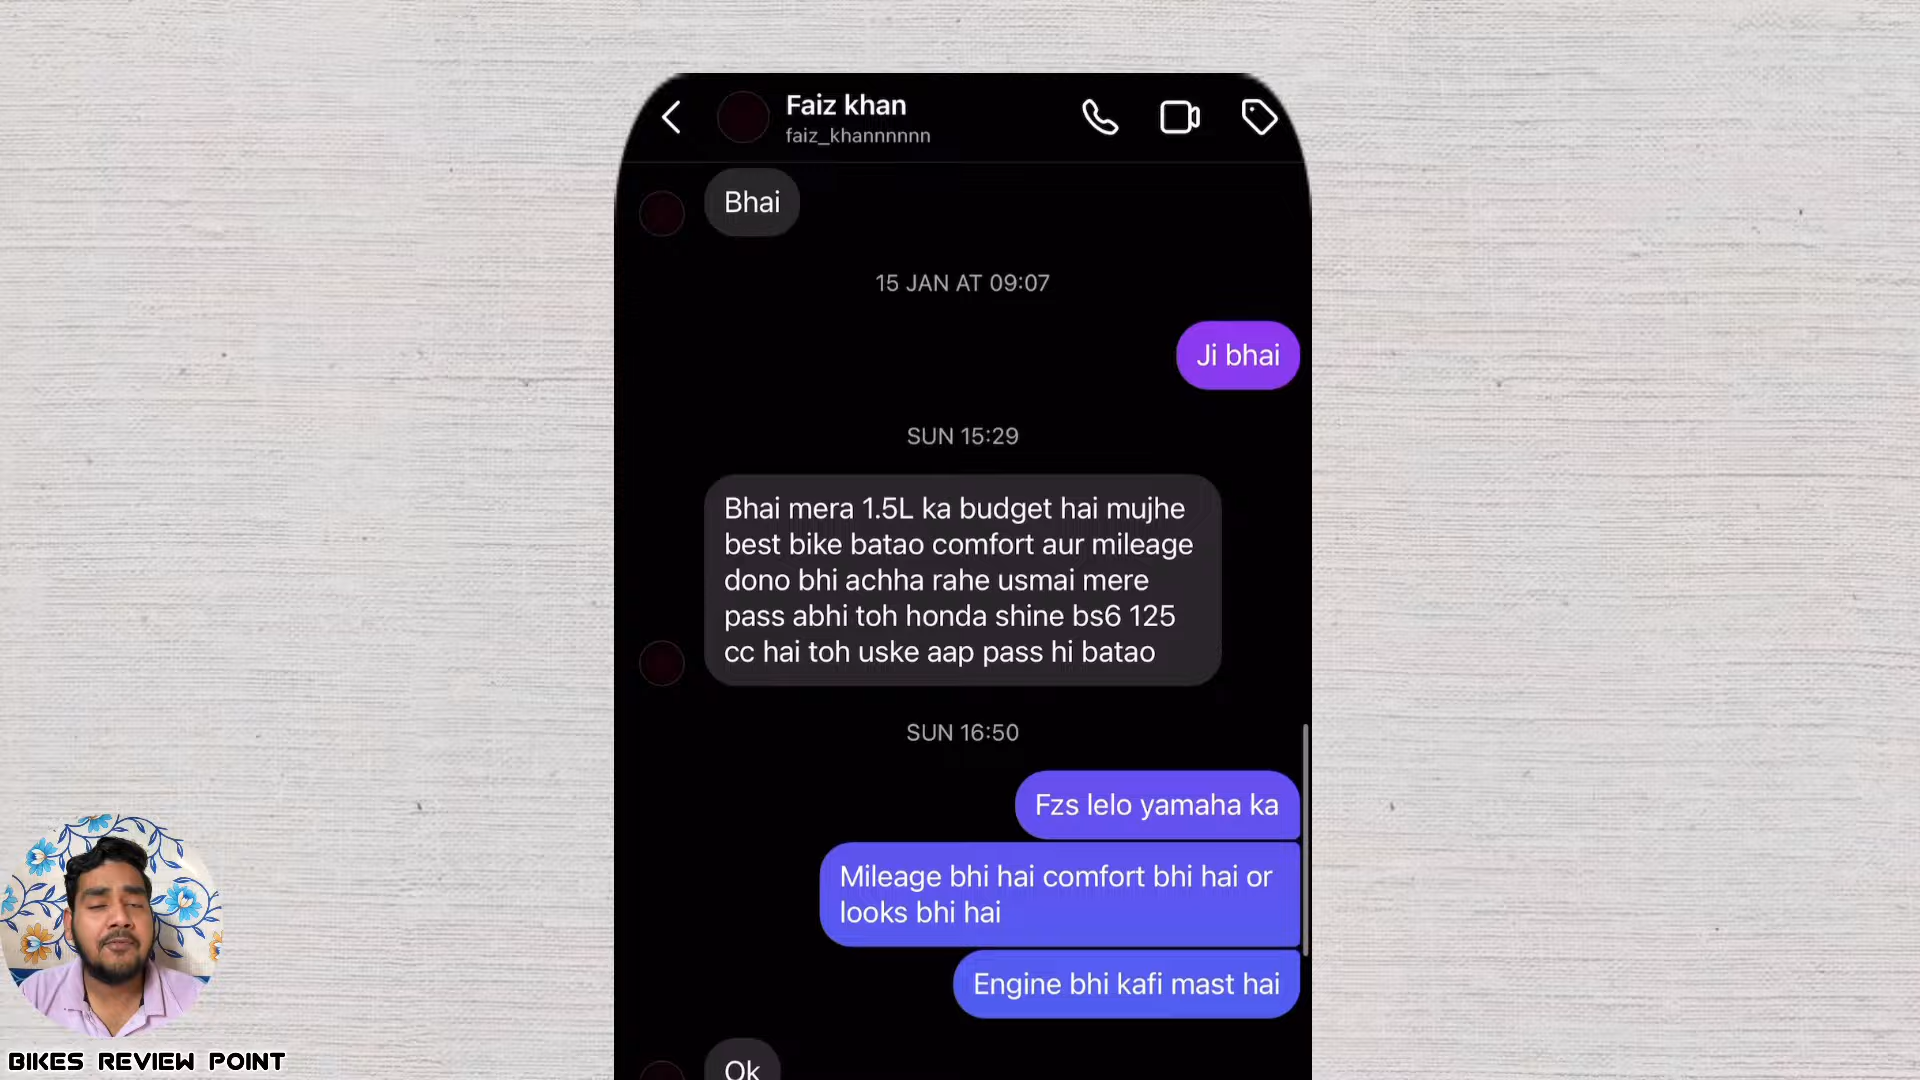 Faiz khan
faiz_khannnnnn
Bhai
15 JAN AT 09:07
Ji bhai
SUN 15:29
Bhai mera 1.5L ka budget hai mujhe
best bike batao comfort aur mileage
dono bhi achha rahe usmai mere
pass abhi toh honda shine bs6 125
cc hai toh uske aap pass hi batao
SUN 16:50
Fzs lelo yamaha ka
Mileage bhi hai comfort bhi hai or
looks bhi hai
Engine bhi kafi mast hai
Ok
BIKES REVIEW POINT